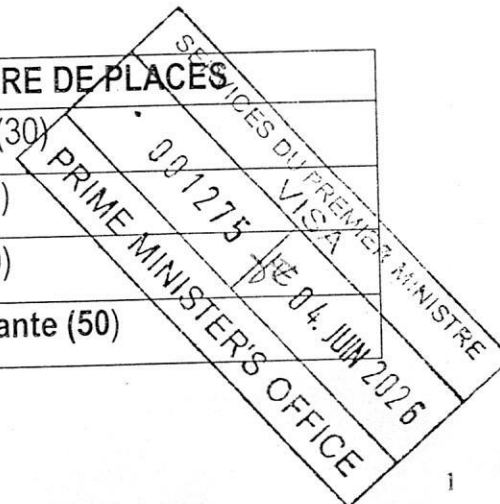 RE DE PLACES
(30)
)
)
ante (50)
SERVICES DU PREMIER MINISTRE
VISA
001275 04. JUIN 2026
PRIME MINISTER'S OFFICE
1